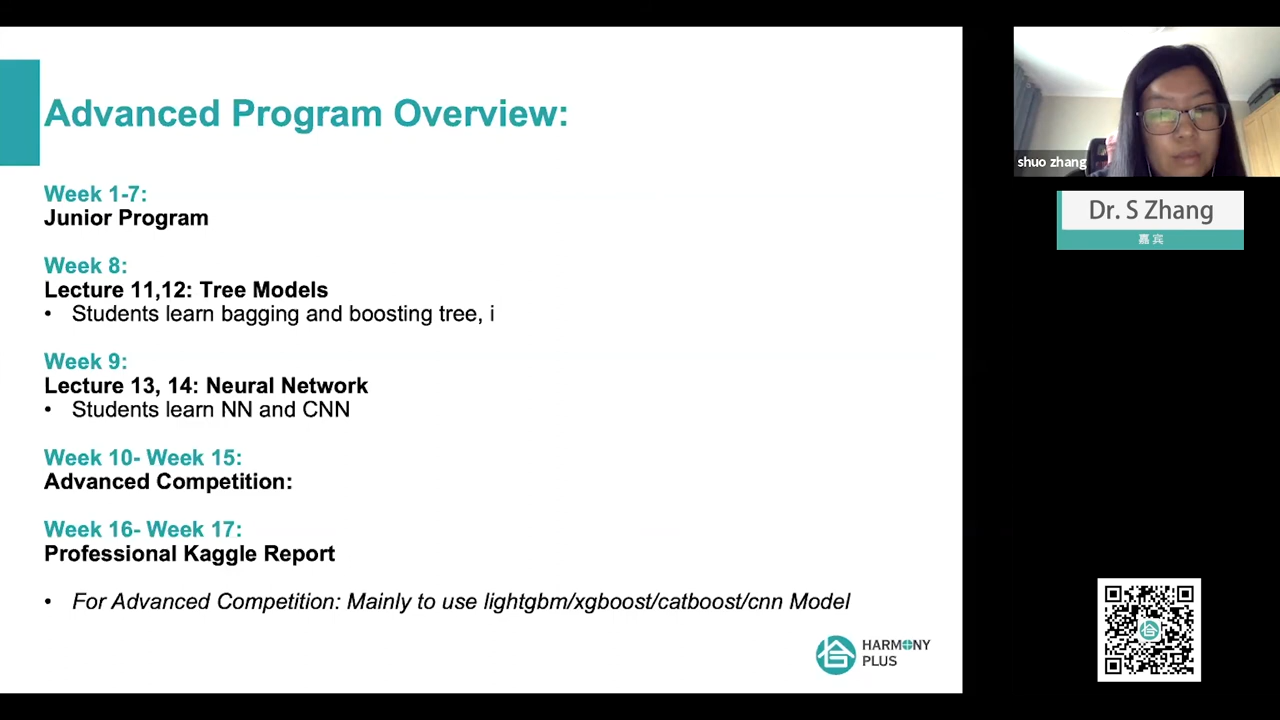 Advanced Program Overview:
Week 1-7:
Junior Program
Week 8:
Lecture 11,12: Tree Models
• Students learn bagging and boosting tree, i
Week 9:
Lecture 13, 14: Neural Network
• Students learn NN and CNN
Week 10- Week 15:
Advanced Competition:
Week 16- Week 17:
Professional Kaggle Report
• For Advanced Competition: Mainly to use lightgbm/xgboost/catboost/cnn Model
HARMONY
PLUS
shuo zhang
Dr. S Zhang
嘉宾